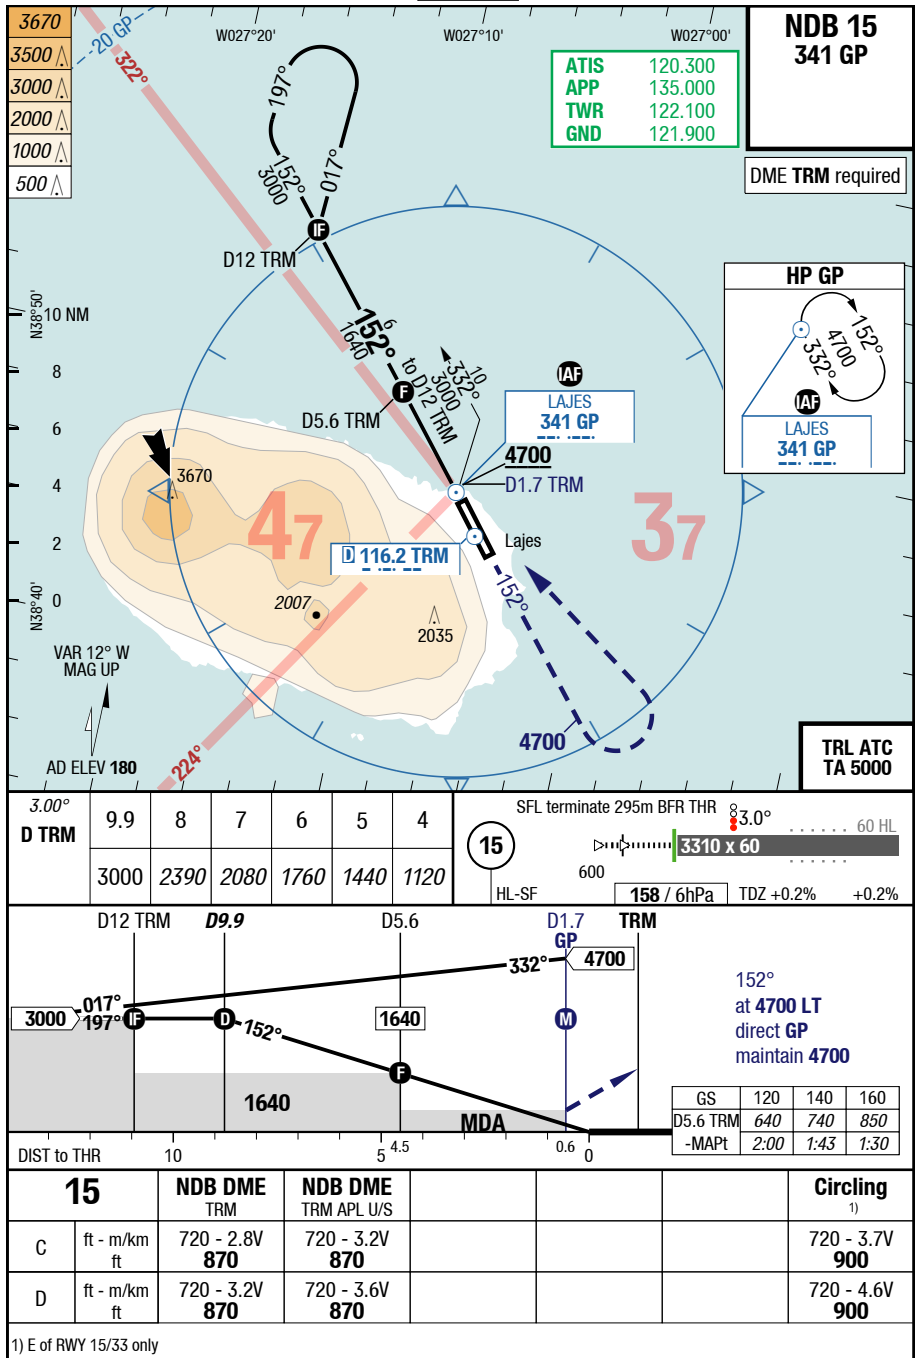 3670
3500
3000
2000
1000
500
20 GP
322°
W027°20'
W027°10'
W027°00'
NDB 15
341 GP
ATIS 120.300
APP 135.000
TWR 122.100
GND 121.900
DME TRM required
197°
152°
3000
017°
IF
D12 TRM
N38°50'
10 NM
8
6
4
2
0
N38°40'
152°
6
1640
to D12 TRM
10
332°
3000
F
D5.6 TRM
IAF
LAJES
341 GP
4700
D1.7 TRM
HP GP
152°
4700
332°
IAF
LAJES
341 GP
3670
47
37
D 116.2 TRM
Lajes
2007
2035
152°
4700
224°
VAR 12° W
MAG UP
AD ELEV 180
TRL ATC
TA 5000
3.00°
D TRM 9.9 8 7 6 5 4
3000 2390 2080 1760 1440 1120
SFL terminate 295m BFR THR
3.0°
60 HL
15
3310 x 60
600
HL-SF
158 / 6hPa
TDZ +0.2% +0.2%
D12 TRM D9.9 D5.6 D1.7 TRM
GP
332° 4700
017°
3000 197° IF D 152° 1640 M
F
1640
MDA
152°
at 4700 LT
direct GP
maintain 4700
GS 120 140 160
D5.6 TRM 640 740 850
-MAPt 2:00 1:43 1:30
DIST to THR 10 5 4.5 0.6 0
15 NDB DME NDB DME Circling
TRM TRM APL U/S 1)
C ft - m/km 720 - 2.8V 720 - 3.2V 720 - 3.7V
ft 870 870 900
D ft - m/km 720 - 3.2V 720 - 3.6V 720 - 4.6V
ft 870 870 900
1) E of RWY 15/33 only